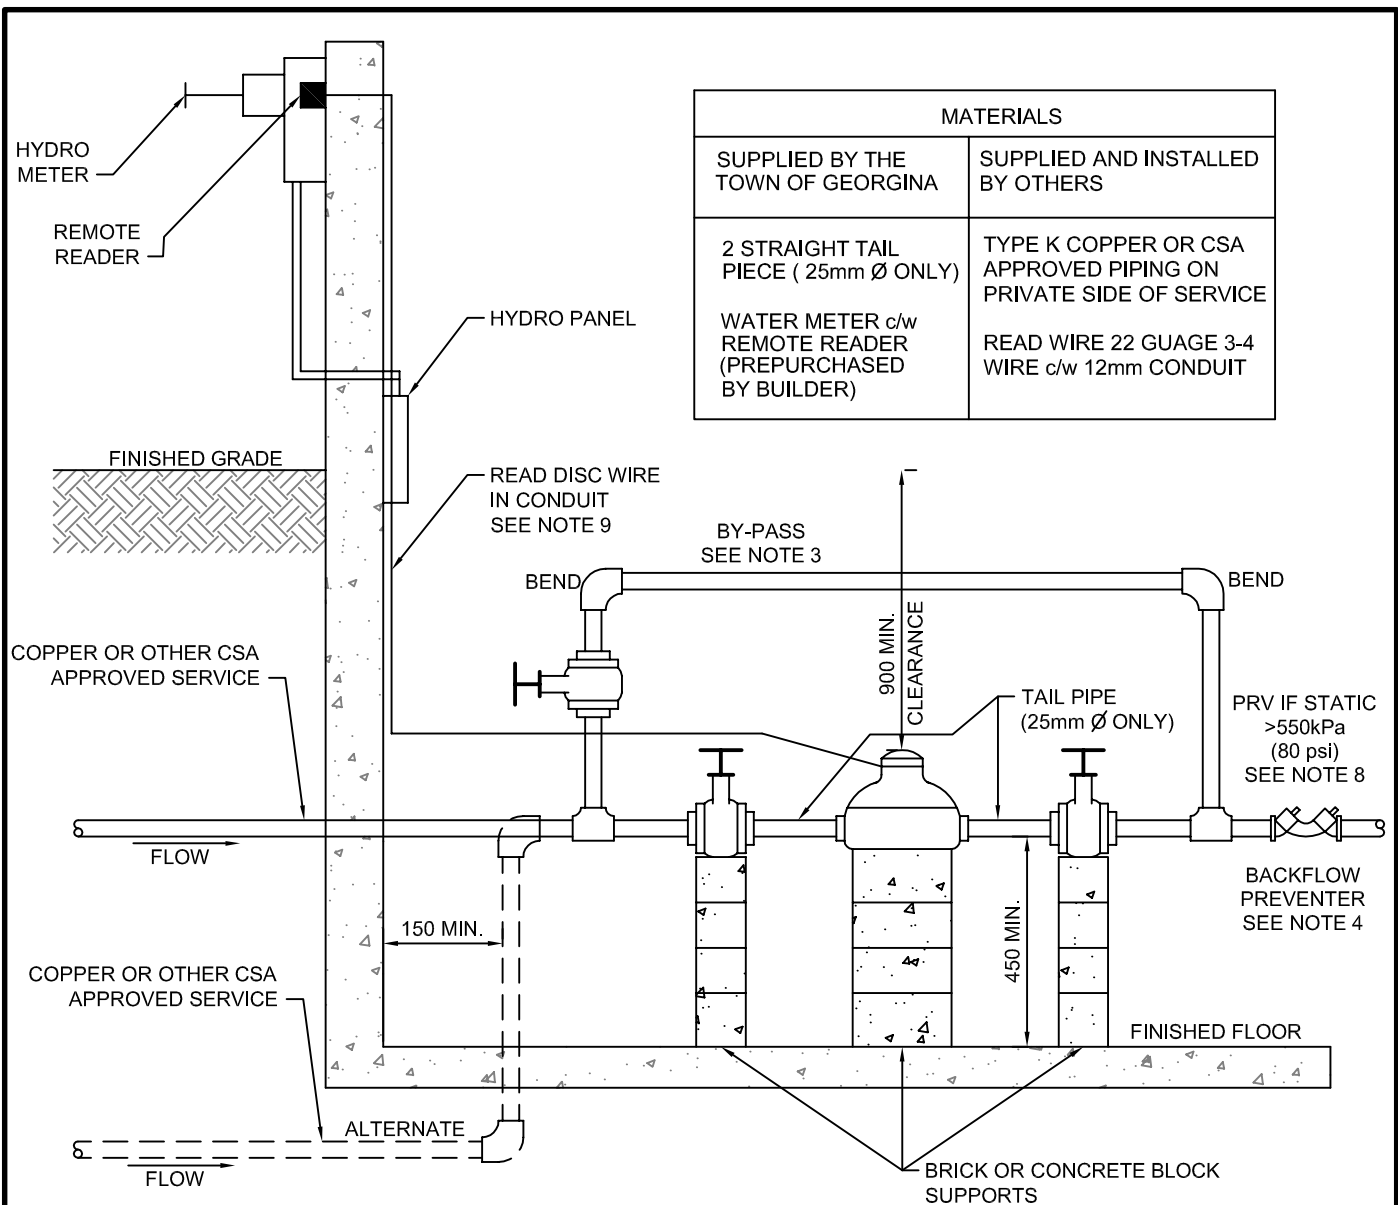 HYDRO
METER
REMOTE
READER
MATERIALS
SUPPLIED BY THE
TOWN OF GEORGINA
SUPPLIED AND INSTALLED
BY OTHERS
2 STRAIGHT TAIL
PIECE ( 25mm Ø ONLY)
WATER METER c/w
REMOTE READER
(PREPURCHASED
BY BUILDER)
TYPE K COPPER OR CSA
APPROVED PIPING ON
PRIVATE SIDE OF SERVICE
READ WIRE 22 GUAGE 3-4
WIRE c/w 12mm CONDUIT
HYDRO PANEL
FINISHED GRADE
READ DISC WIRE
IN CONDUIT
SEE NOTE 9
BY-PASS
SEE NOTE 3
BEND
BEND
900 MIN.
CLEARANCE
COPPER OR OTHER CSA
APPROVED SERVICE
TAIL PIPE
(25mm Ø ONLY)
PRV IF STATIC
>550kPa
(80 psi)
SEE NOTE 8
FLOW
BACKFLOW
PREVENTER
SEE NOTE 4
150 MIN.
450 MIN.
COPPER OR OTHER CSA
APPROVED SERVICE
FINISHED FLOOR
ALTERNATE
FLOW
BRICK OR CONCRETE BLOCK
SUPPORTS